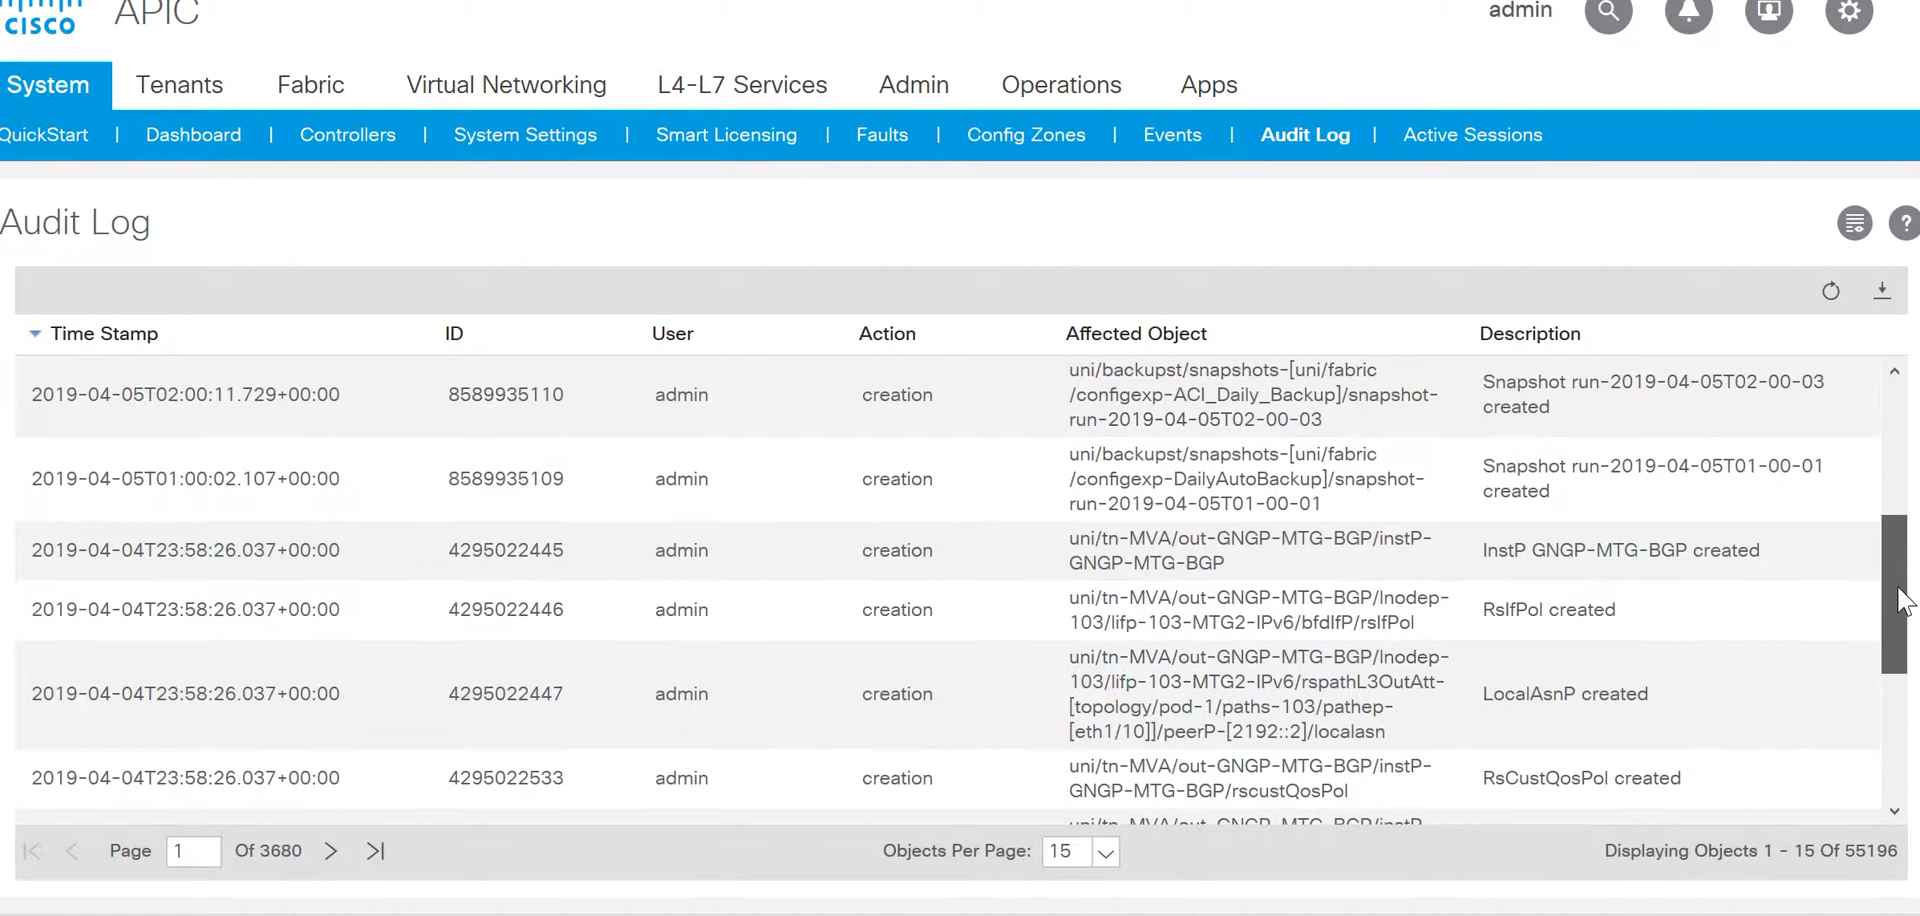 CISCO
APIC
admin
System Tenants Fabric Virtual Networking L4-L7 Services Admin Operations Apps
QuickStart | Dashboard | Controllers | System Settings | Smart Licensing | Faults | Config Zones | Events | Audit Log | Active Sessions
Audit Log
?
Time Stamp ID User Action Affected Object Description
2019-04-05T02:00:11.729+00:00 8589935110 admin creation
uni/backupst/snapshots-[uni/fabric
/configexp-ACI_Daily_Backup]/snapshot-
run-2019-04-05T02-00-03
Snapshot run-2019-04-05T02-00-03
created
2019-04-05T01:00:02.107+00:00 8589935109 admin creation
uni/backupst/snapshots-[uni/fabric
/configexp-DailyAutoBackup]/snapshot-
run-2019-04-05T01-00-01
Snapshot run-2019-04-05T01-00-01
created
2019-04-04T23:58:26.037+00:00 4295022445 admin creation
uni/tn-MVA/out-GNGP-MTG-BGP/instP-
GNGP-MTG-BGP
InstP GNGP-MTG-BGP created
2019-04-04T23:58:26.037+00:00 4295022446 admin creation
uni/tn-MVA/out-GNGP-MTG-BGP/lnodep-
103/lifp-103-MTG2-IPv6/bfdIfP/rsIfPol
RsIfPol created
2019-04-04T23:58:26.037+00:00 4295022447 admin creation
uni/tn-MVA/out-GNGP-MTG-BGP/lnodep-
103/lifp-103-MTG2-IPv6/rspathL3OutAtt-
[topology/pod-1/paths-103/pathep-
[eth1/10]]/peerP-[2192::2]/localasn
LocalAsnP created
2019-04-04T23:58:26.037+00:00 4295022533 admin creation
uni/tn-MVA/out-GNGP-MTG-BGP/instP-
GNGP-MTG-BGP/rscustQosPol
RsCustQosPol created
uni/tn-MVA/out-GNGP-MTG-BGP/instP-
Page 1 Of 3680 Objects Per Page: 15 Displaying Objects 1 - 15 Of 55196